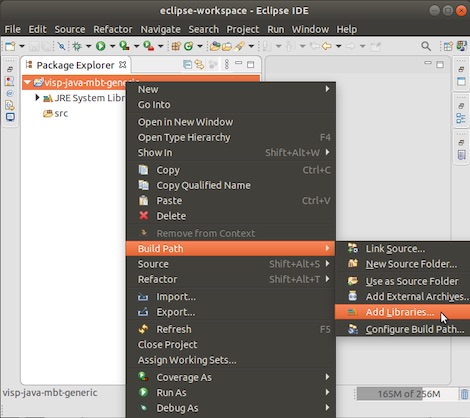 eclipse-workspace - Eclipse IDE
File Edit Source Refactor Navigate Search Project Run Window Help
Package Explorer
visp-java-mbt-generic
JRE System Libr
src
New
Go Into
Open in New Window
Open Type Hierarchy F4
Show In Shift+Alt+W
Copy Ctrl+C
Copy Qualified Name
Paste Ctrl+V
Delete
Remove from Context
Build Path
Source Shift+Alt+S
Refactor Shift+Alt+T
Import...
Export...
Refresh F5
Close Project
Assign Working Sets...
Coverage As
Run As
Debug As
Link Source...
New Source Folder...
Use as Source Folder
Add External Archives...
Add Libraries...
Configure Build Path...
visp-java-mbt-generic
165M of 256M